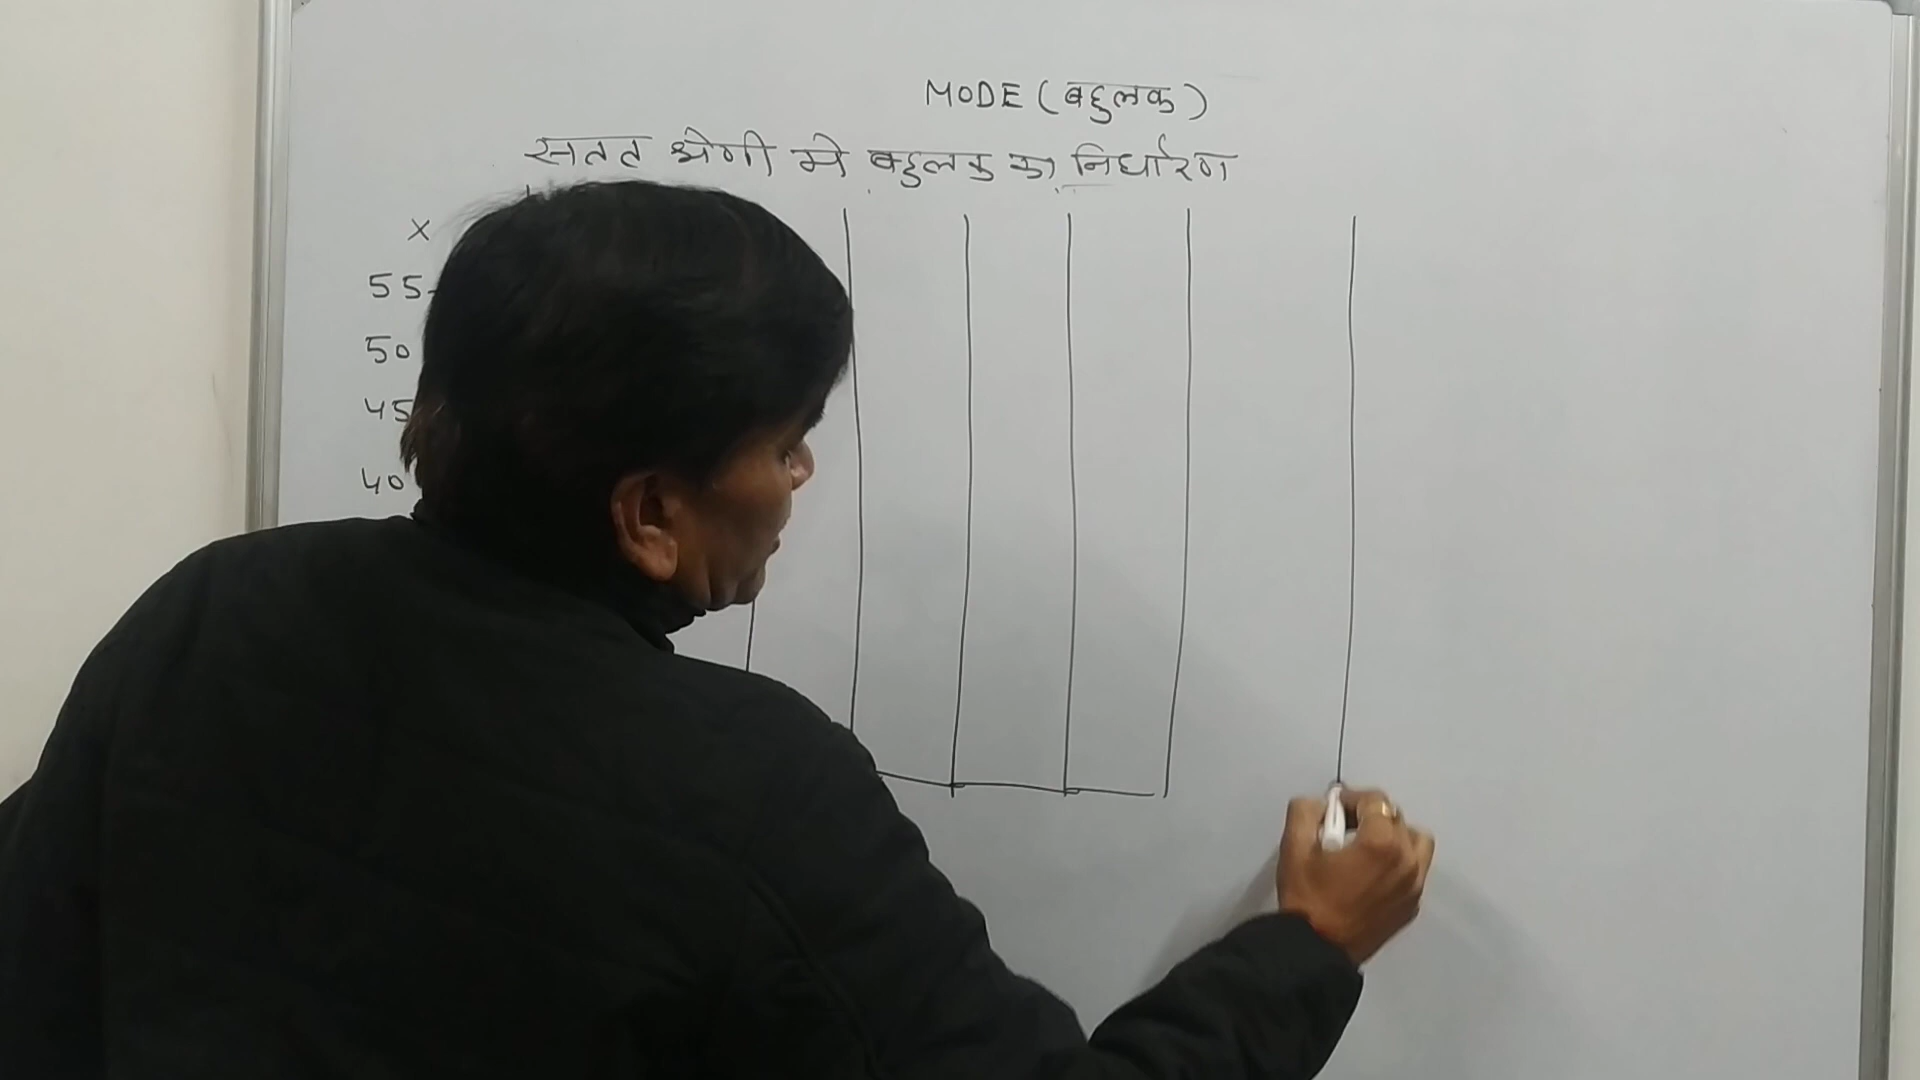 MODE (बहुलक)
सतत श्रेणी मे बहुलक का निर्धारण
X
55-
50
45
40